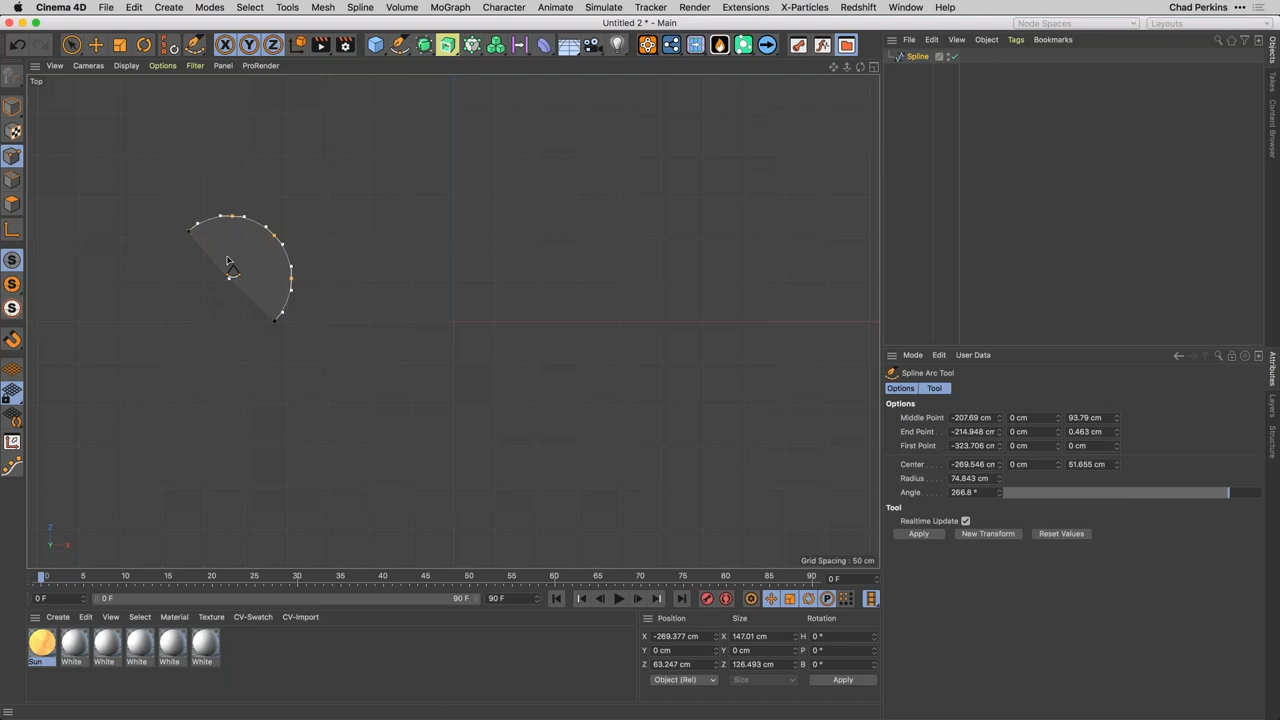 Cinema 4D File Edit Create Modes Select Tools Mesh Spline Volume MoGraph Character Animate Simulate Tracker Render Extensions X-Particles Redshift Window Help Chad Perkins
Untitled 2 * - Main Node Spaces Layouts
PSR X Y Z
View Cameras Display Options Filter Panel ProRender
File Edit View Object Tags Bookmarks
Spline
Top
Objects
Takes
Content Browser
S
S
S
Mode Edit User Data
Spline Arc Tool
Options Tool
Options
Middle Point -207.69 cm 0 cm 93.79 cm
End Point -214.948 cm 0 cm 0.463 cm
First Point -323.706 cm 0 cm 0 cm
Center -269.546 cm 0 cm 51.655 cm
Radius 74.843 cm
Angle 266.8 °
Tool
Realtime Update
Apply New Transform Reset Values
Attributes
Layers
Structure
Z
Y X
Grid Spacing : 50 cm
0 5 10 15 20 25 30 35 40 45 50 55 60 65 70 75 80 85 90 0 F
0 F 0 F 90 F 90 F P
Create Edit View Select Material Texture CV-Swatch CV-Import
Sun White White White White White
Position Size Rotation
X -269.377 cm X 147.01 cm H 0 °
Y 0 cm Y 0 cm P 0 °
Z 63.247 cm Z 126.493 cm B 0 °
Object (Rel) Size Apply